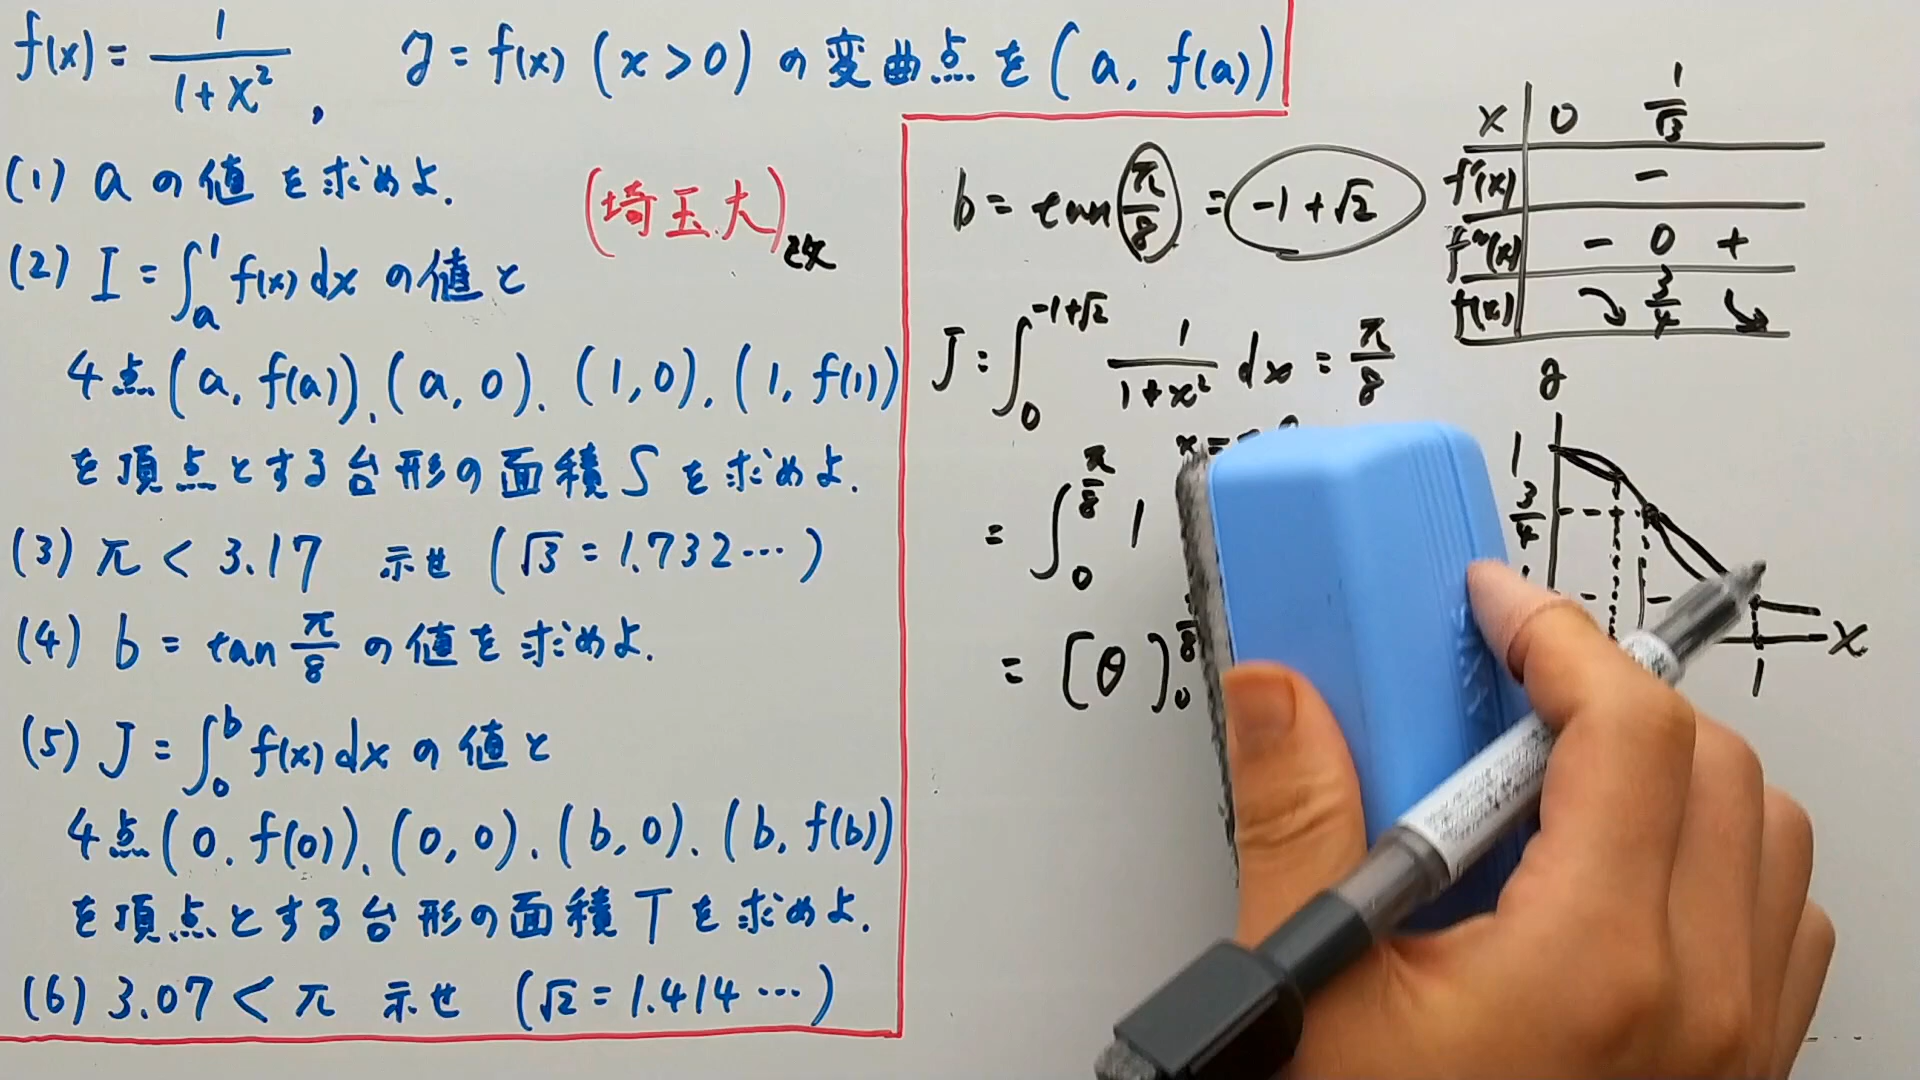 f(x) = 1/(1+x²), y = f(x) (x>0) の変曲点を (a, f(a))
(1) aの値を求めよ.
(埼玉大)改
(2) I = ∫_a^1 f(x)dx の値と
4点(a, f(a)), (a, 0), (1, 0), (1, f(1))
を頂点とする台形の面積Sを求めよ.
(3) π < 3.17 示せ (√3 = 1.732…)
(4) b = tan π/8 の値を求めよ.
(5) J = ∫_0^b f(x)dx の値と
4点(0, f(0)), (0, 0), (b, 0), (b, f(b))
を頂点とする台形の面積Tを求めよ.
(6) 3.07 < π 示せ (√2 = 1.414…)
b = tan π/8 = -1+√2
J = ∫_0^{-1+√2} 1/(1+x²) dx = π/8
x=
= ∫_0^{π/8} 1
= [θ]_0^{π/8}
x 0 1/√3
f'(x) -
f''(x) - 0 +
f(x) ⤵ 3/4 ⤷
y
1
3/4
x
1